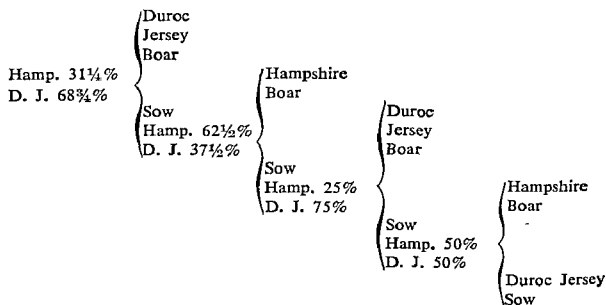 Duroc
Jersey
Boar
Hamp. 31¼%
D. J. 68¾%
Sow
Hamp. 62½%
D. J. 37½%
Hampshire
Boar
Sow
Hamp. 25%
D. J. 75%
Duroc
Jersey
Boar
Sow
Hamp. 50%
D. J. 50%
Hampshire
Boar
Duroc Jersey
Sow